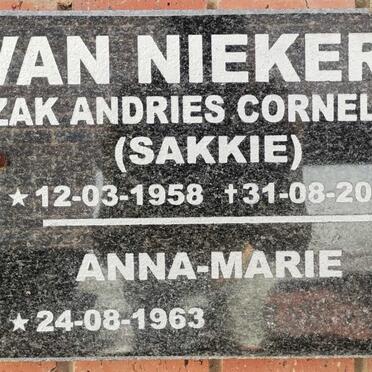 VAN NIEKER
ZAK ANDRIES CORNEL
(SAKKIE)
★12-03-1958 †31-08-20
ANNA-MARIE
★24-08-1963